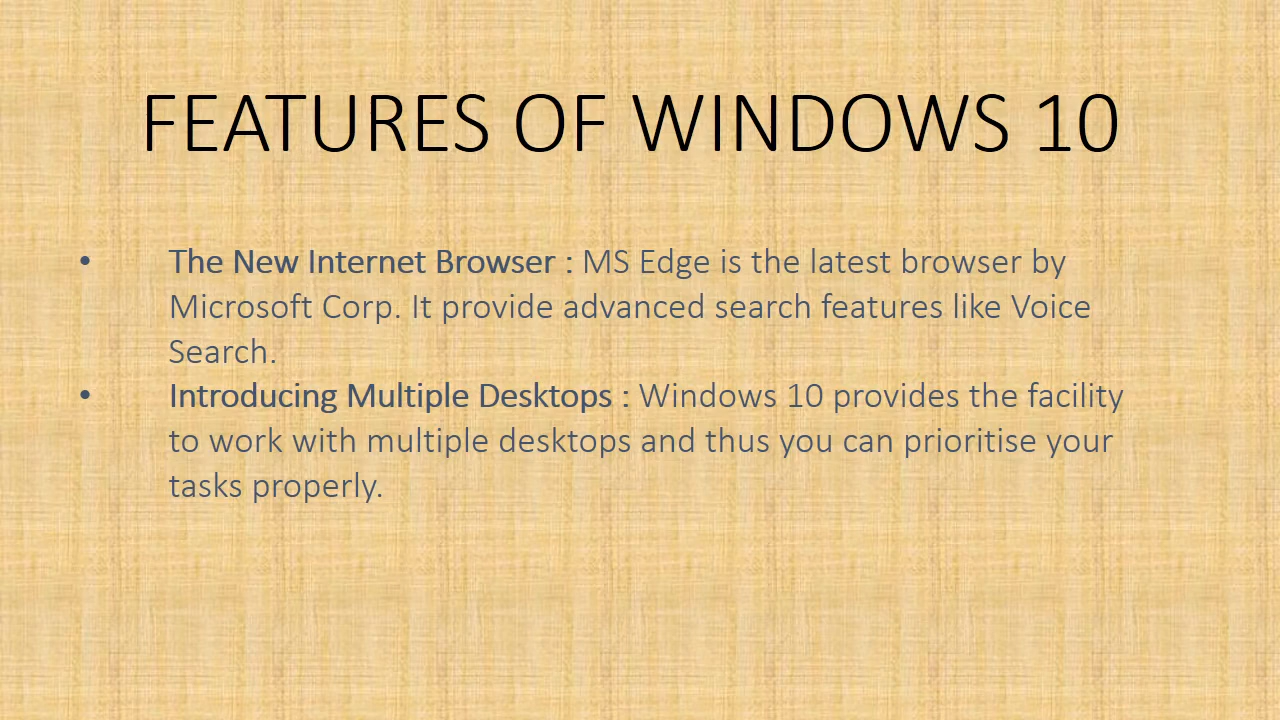 FEATURES OF WINDOWS 10
• The New Internet Browser : MS Edge is the latest browser by
Microsoft Corp. It provide advanced search features like Voice
Search.
• Introducing Multiple Desktops : Windows 10 provides the facility
to work with multiple desktops and thus you can prioritise your
tasks properly.